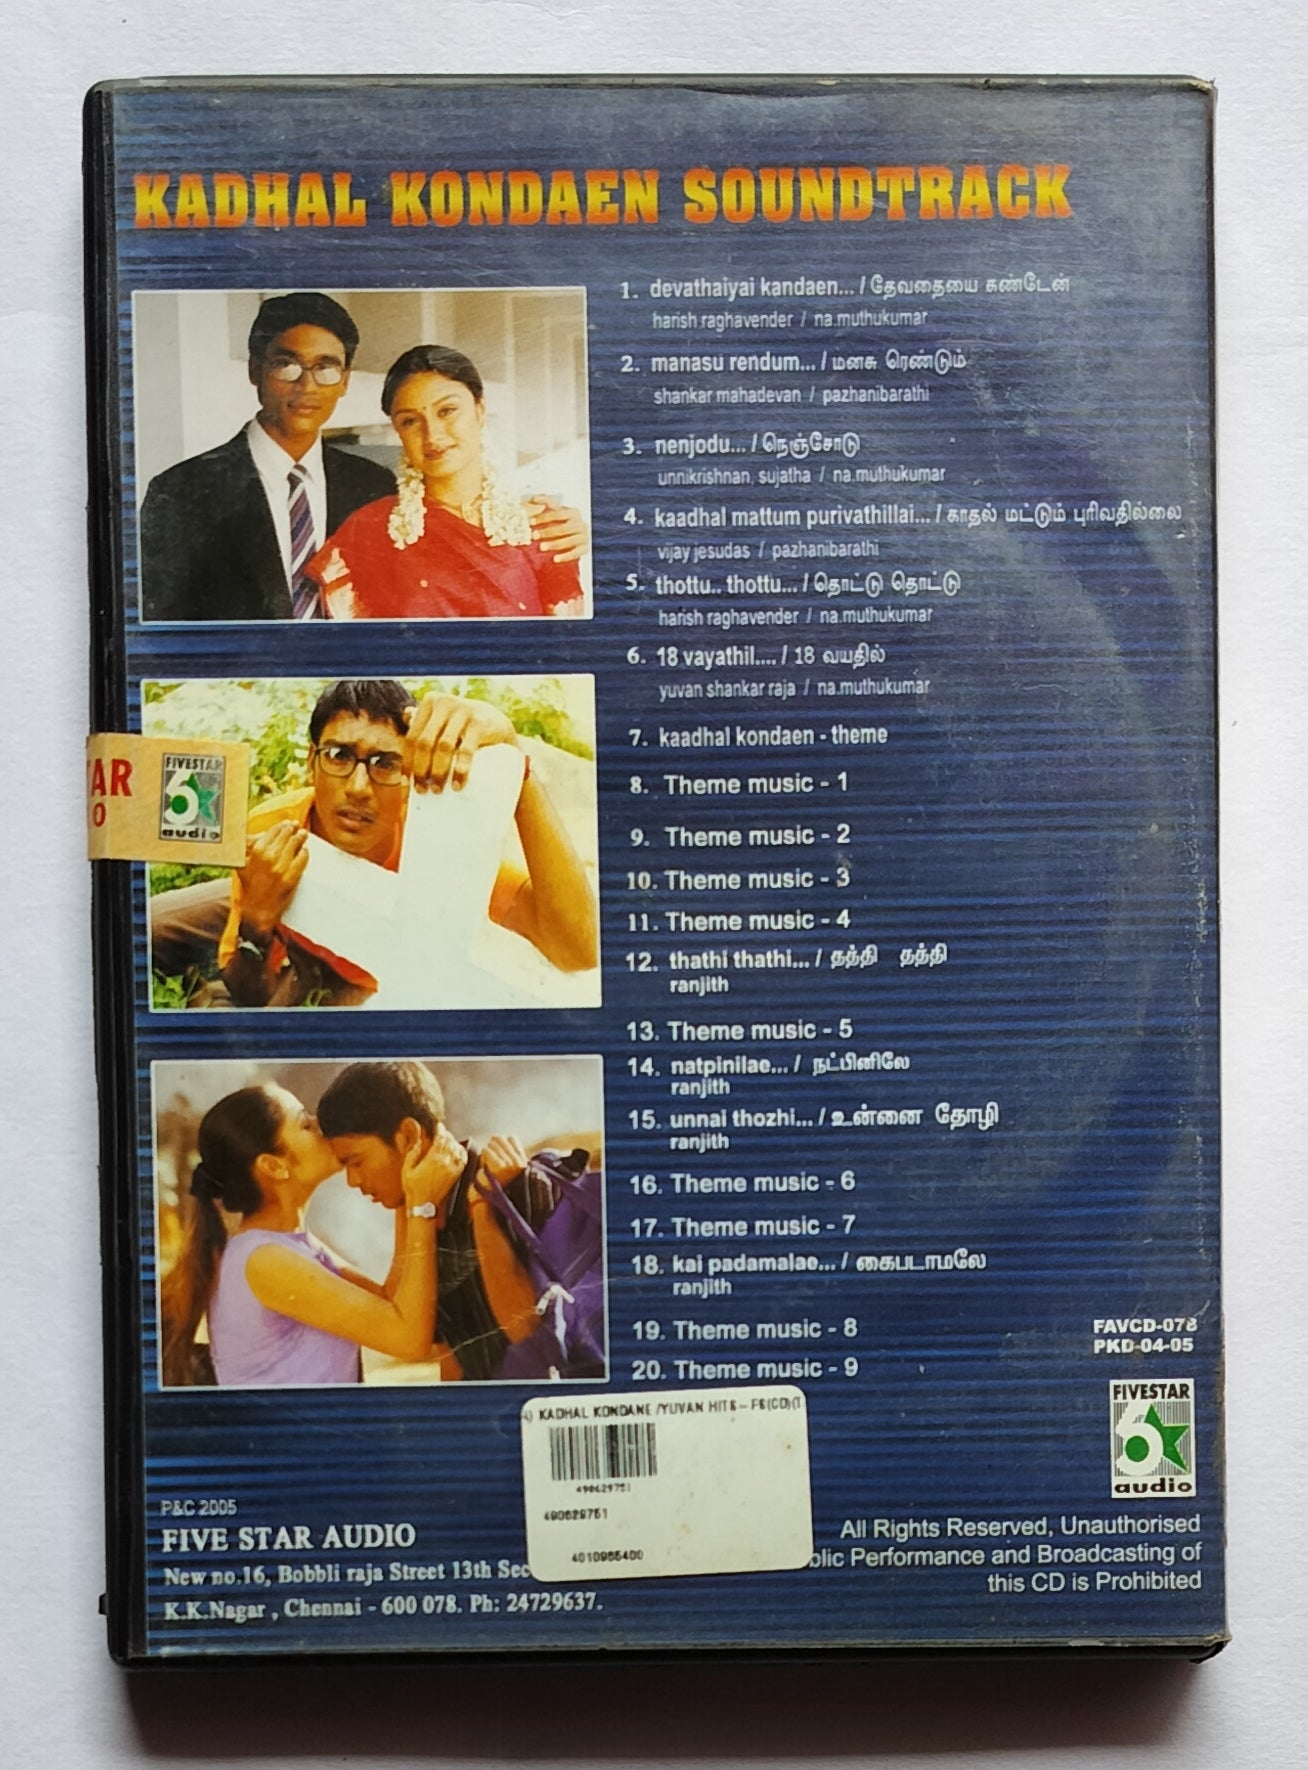 KADHAL KONDAEN SOUNDTRACK
1. devathaiyai kandaen... / தேவதையை கண்டேன்
harish raghavender / na.muthukumar
2. manasu rendum... / மனசு ரெண்டும்
shankar mahadevan / pazhanibarathi
3. nenjodu... / நெஞ்சோடு
unnikrishnan, sujatha / na.muthukumar
4. kaadhal mattum purivathillai... / காதல் மட்டும் புரிவதில்லை
vijay jesudas / pazhanibarathi
5. thottu.. thottu... / தொட்டு தொட்டு
harish raghavender / na.muthukumar
6. 18 vayathil.... / 18 வயதில்
yuvan shankar raja / na.muthukumar
7. kaadhal kondaen - theme
8. Theme music - 1
9. Theme music - 2
10. Theme music - 3
11. Theme music - 4
12. thathi thathi... / தத்தி தத்தி
ranjith
13. Theme music - 5
14. natpinilae... / நட்பினிலே
ranjith
15. unnai thozhi... / உன்னை தோழி
ranjith
16. Theme music - 6
17. Theme music - 7
18. kai padamalae... / கைபடாமலே
ranjith
19. Theme music - 8
20. Theme music - 9
AR
O
FIVESTAR
audio
FAVCD-078
PKD-04-05
FIVESTAR
audio
KADHAL KONDANE /YUVAN HITS - FS(CD)(T
490629751
490629751
4010955400
P&C 2005
FIVE STAR AUDIO
New no.16, Bobbli raja Street 13th Sec
K.K.Nagar , Chennai - 600 078. Ph: 24729637.
All Rights Reserved, Unauthorised
blic Performance and Broadcasting of
this CD is Prohibited